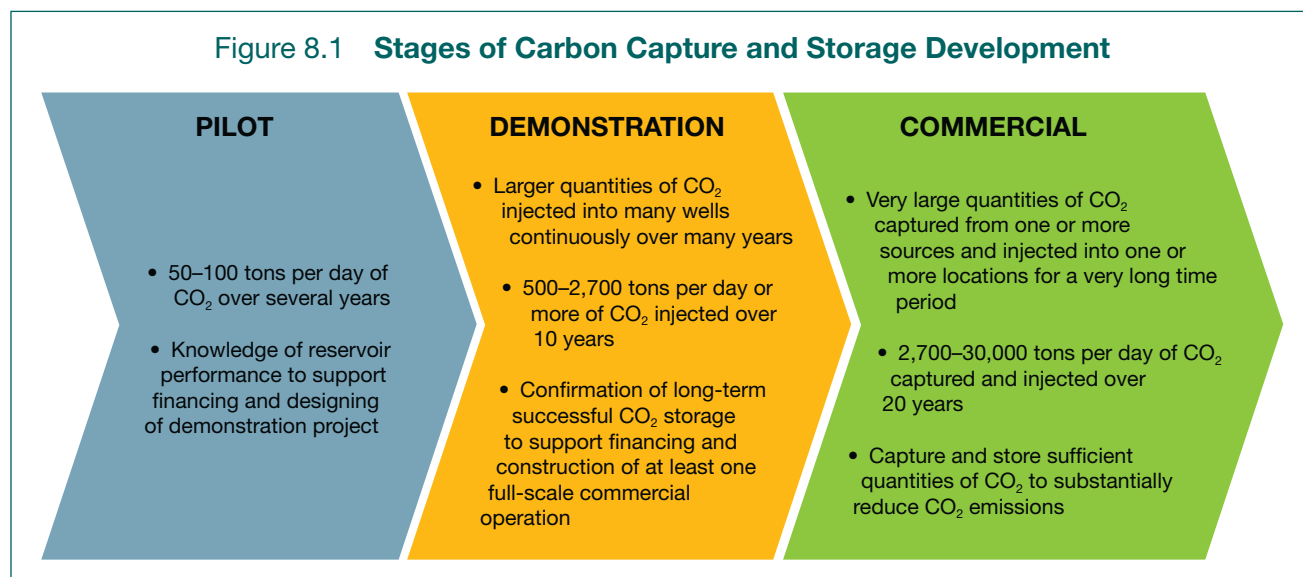 Figure 8.1 Stages of Carbon Capture and Storage Development
PILOT
• 50–100 tons per day of
CO₂ over several years
• Knowledge of reservoir
performance to support
financing and designing
of demonstration project
DEMONSTRATION
• Larger quantities of CO₂
injected into many wells
continuously over many years
• 500–2,700 tons per day or
more of CO₂ injected over
10 years
• Confirmation of long-term
successful CO₂ storage
to support financing and
construction of at least one
full-scale commercial
operation
COMMERCIAL
• Very large quantities of CO₂
captured from one or more
sources and injected into one or
more locations for a very long time
period
• 2,700–30,000 tons per day of CO₂
captured and injected over
20 years
• Capture and store sufficient
quantities of CO₂ to substantially
reduce CO₂ emissions